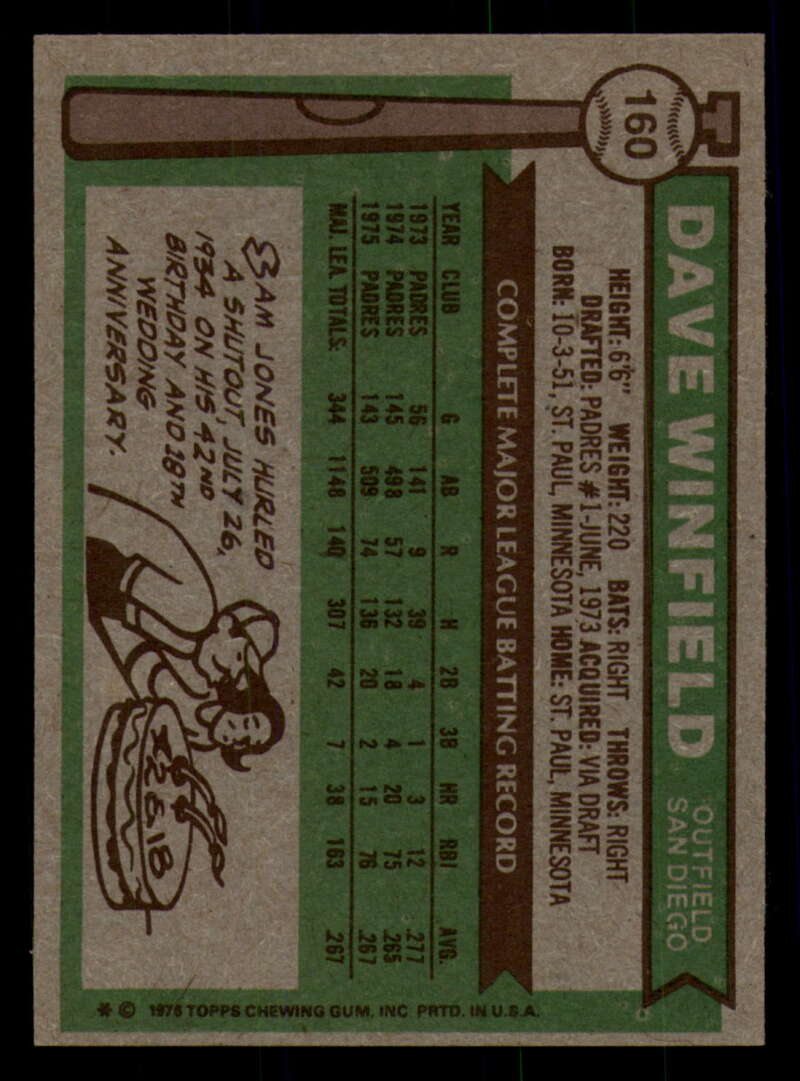 160
DAVE WINFIELD
OUTFIELD
SAN DIEGO
HEIGHT: 6'6" WEIGHT: 220 BATS: RIGHT THROWS: RIGHT
DRAFTED: PADRES #1-JUNE, 1973 ACQUIRED: VIA DRAFT
BORN: 10-3-51, ST. PAUL, MINNESOTA HOME: ST. PAUL, MINNESOTA
COMPLETE MAJOR LEAGUE BATTING RECORD
YEAR CLUB G AB R H 2B 3B HR RBI AVG.
1973 PADRES 56 141 9 39 4 1 3 12 .277
1974 PADRES 145 498 57 132 18 4 20 75 .265
1975 PADRES 143 509 74 136 20 2 15 76 .267
MAJ. LEA. TOTALS: 344 1148 140 307 42 7 38 163 .267
SAM JONES HURLED
A SHUTOUT, JULY 26,
1934 ON HIS 42ND
BIRTHDAY AND 18TH
WEDDING
ANNIVERSARY.
42 & 18
* © 1976 TOPPS CHEWING GUM, INC PRTD. IN U.S.A.